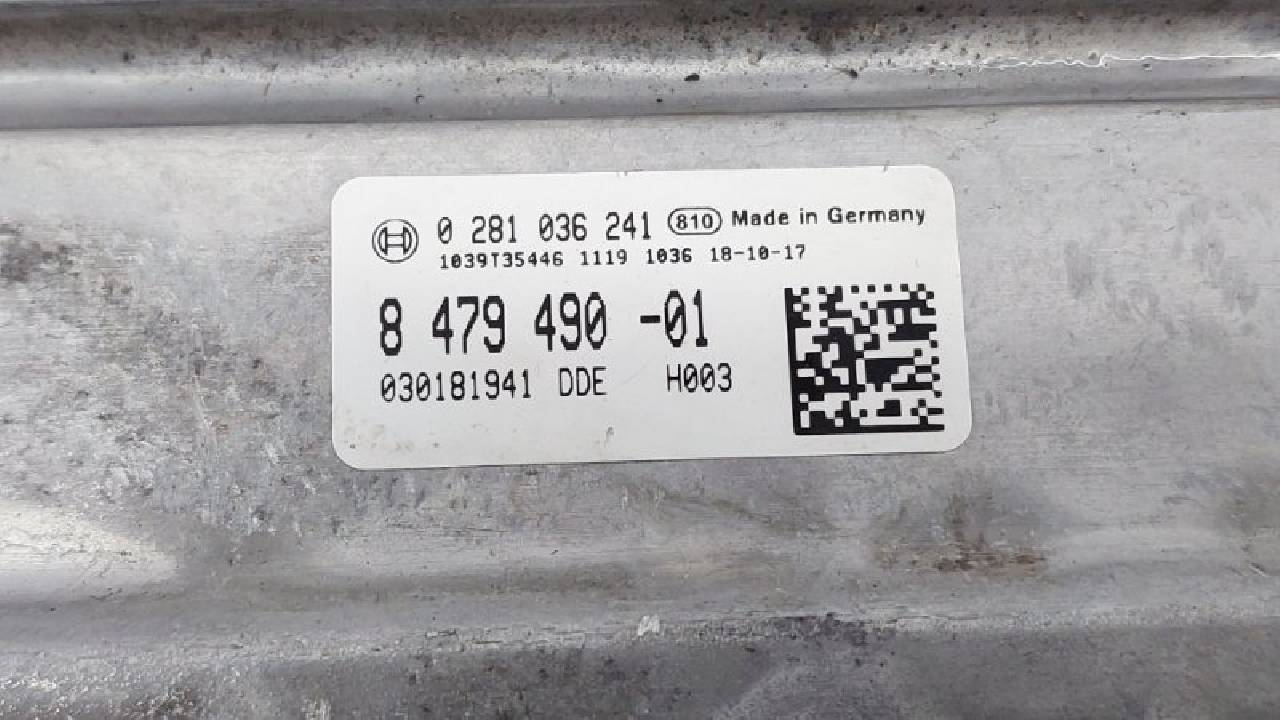 0 281 036 241 810 Made in Germany
1039T35446 1119 1036 18-10-17
8 479 490 -01
030181941 DDE H003